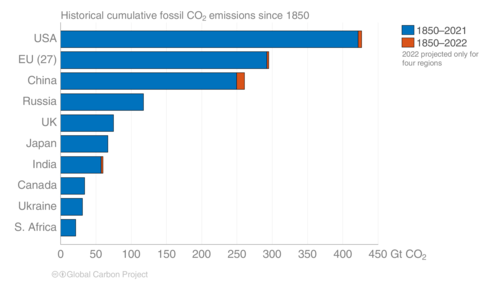 Historical cumulative fossil CO₂ emissions since 1850
USA
EU (27)
China
Russia
UK
Japan
India
Canada
Ukraine
S. Africa
0 50 100 150 200 250 300 350 400 450 Gt CO₂
1850–2021
1850–2022
2022 projected only for
four regions
Global Carbon Project